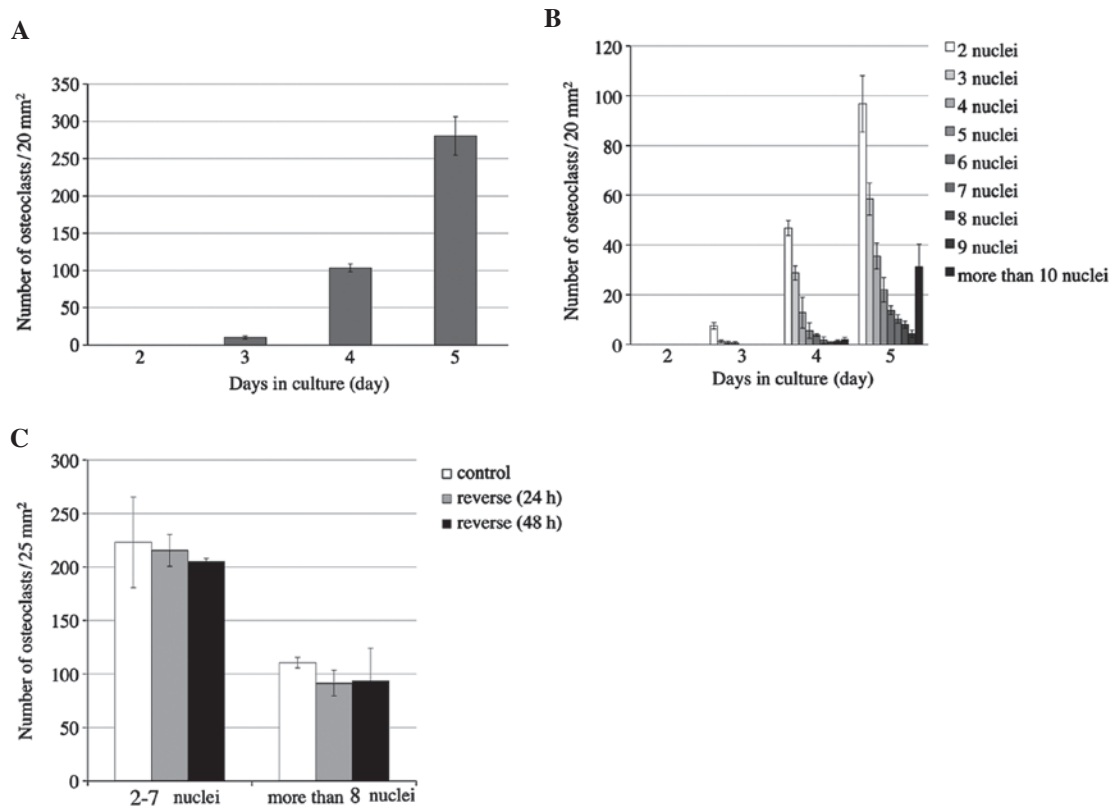 A
350
300
250
200
150
100
50
0
Number of osteoclasts/20 mm²
2 3 4 5
Days in culture (day)
B
120
100
80
60
40
20
0
Number of osteoclasts/20 mm²
2 3 4 5
Days in culture (day)
2 nuclei
3 nuclei
4 nuclei
5 nuclei
6 nuclei
7 nuclei
8 nuclei
9 nuclei
more than 10 nuclei
C
300
250
200
150
100
50
0
Number of osteoclasts/25 mm²
2-7 nuclei more than 8 nuclei
control
reverse (24 h)
reverse (48 h)